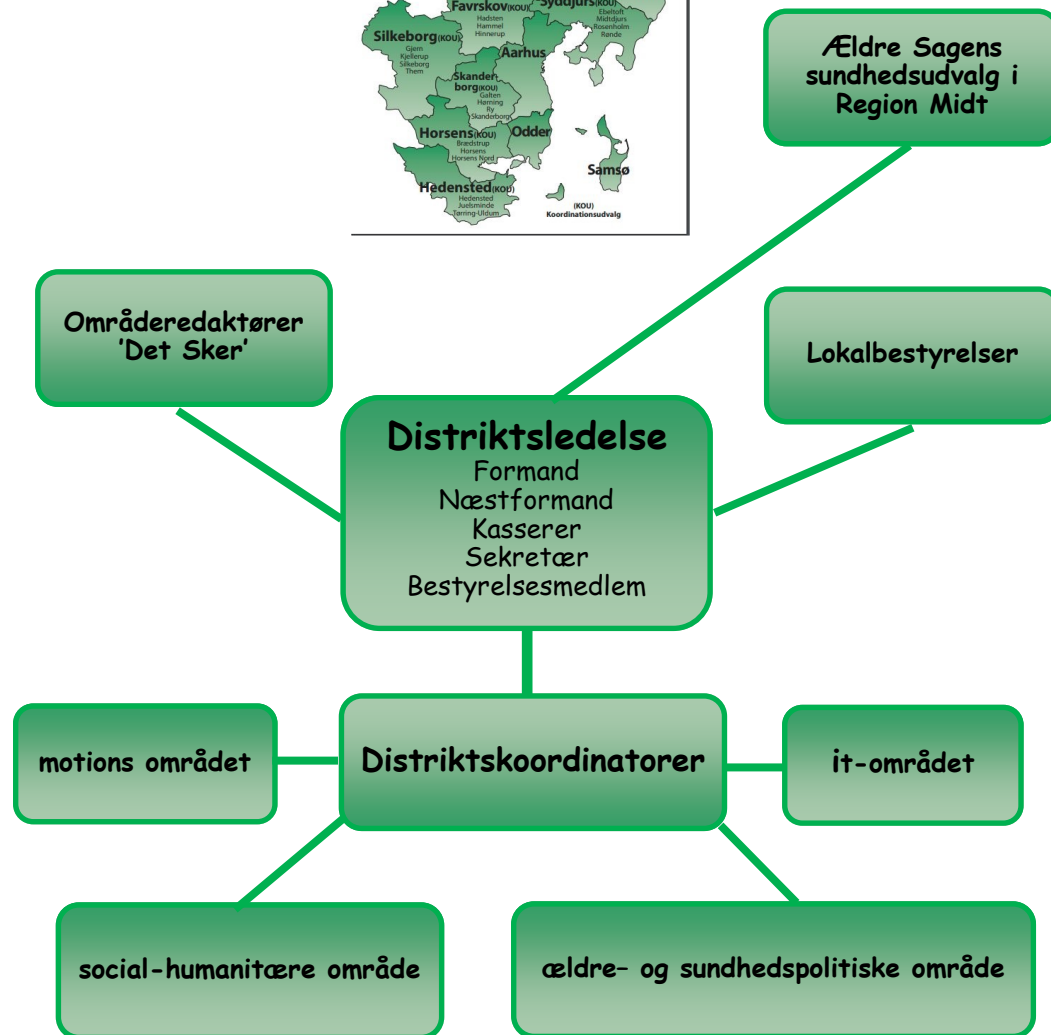 Favrskov(KOU)
Hadsten
Hammel
Hinnerup
Syddjurs(KOU)
Ebeltoft
Midtdjurs
Rosenholm
Rønde
Silkeborg(KOU)
Gjern
Kjellerup
Silkeborg
Them
Aarhus
Skander-
borg(KOU)
Galten
Hørning
Ry
Skanderborg
Horsens(KOU)
Brædstrup
Horsens
Horsens Nord
Odder
Samsø
Hedensted(KOU)
Hedensted
Juelsminde
Tørring-Uldum
(KOU)
Koordinationsudvalg
Ældre Sagens
sundhedsudvalg i
Region Midt
Områderedaktører
'Det Sker'
Lokalbestyrelser
Distriktsledelse
Formand
Næstformand
Kasserer
Sekretær
Bestyrelsesmedlem
motions området
Distriktskoordinatorer
it-området
social-humanitære område
ældre- og sundhedspolitiske område